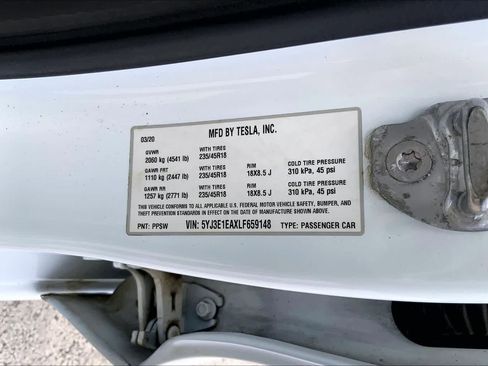 03/20 MFD BY TESLA, INC.
GVWR WITH TIRES
2060 kg (4541 lb) 235/45R18
GAWR FRT WITH TIRES RIM COLD TIRE PRESSURE
1110 kg (2447 lb) 235/45R18 18X8.5 J 310 kPa, 45 psi
GAWR RR WITH TIRES RIM COLD TIRE PRESSURE
1257 kg (2771 lb) 235/45R18 18X8.5 J 310 kPa, 45 psi
THIS VEHICLE CONFORMS TO ALL APPLICABLE U.S. FEDERAL MOTOR VEHICLE SAFETY, BUMPER, AND
THEFT PREVENTION STANDARDS IN EFFECT ON THE DATE OF MANUFACTURE SHOWN ABOVE.
PNT: PPSW VIN: 5YJ3E1EAXLF659148 TYPE: PASSENGER CAR